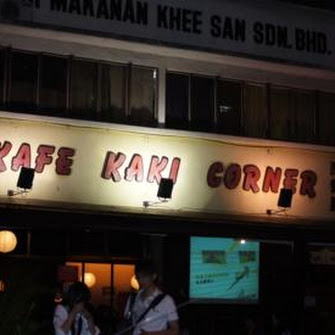 MAKANAN KHEE SAN SDN. BHD.
KAFE KAKI CORNER